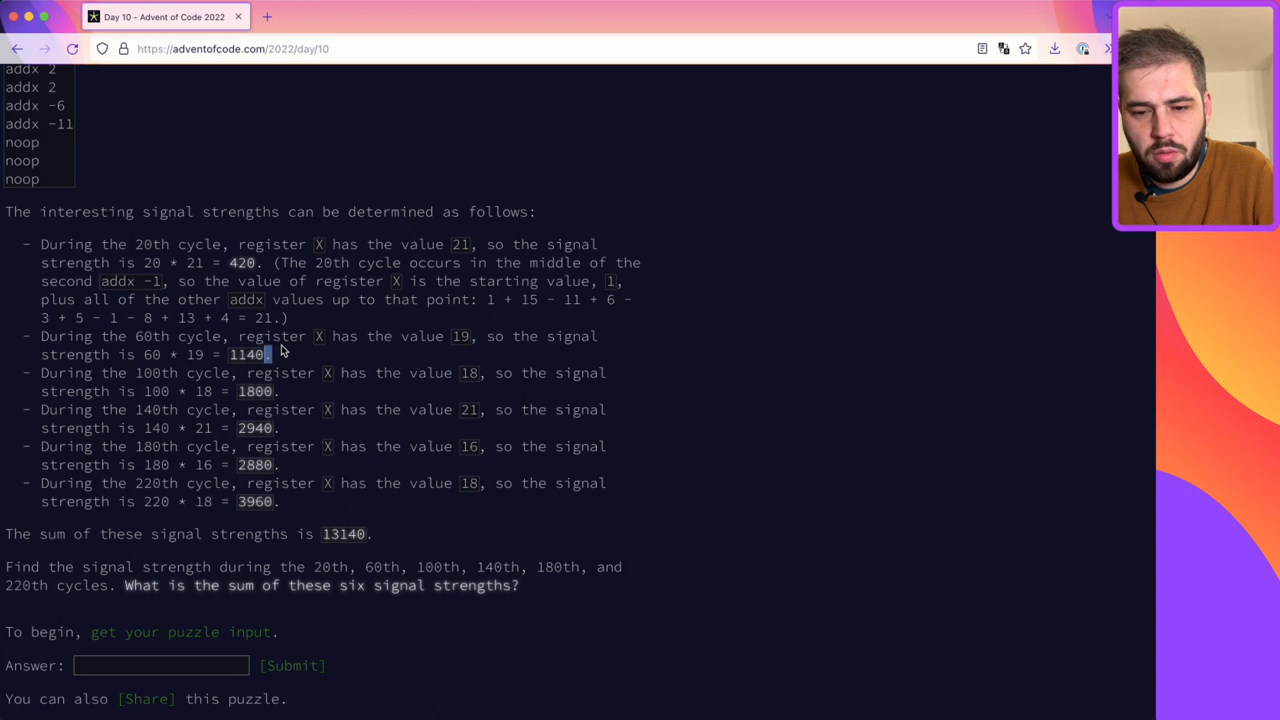 Day 10 - Advent of Code 2022
https://adventofcode.com/2022/day/10
addx 2
addx 2
addx -6
addx -11
noop
noop
noop
The interesting signal strengths can be determined as follows:
- During the 20th cycle, register X has the value 21, so the signal
strength is 20 * 21 = 420. (The 20th cycle occurs in the middle of the
second addx -1, so the value of register X is the starting value, 1,
plus all of the other addx values up to that point: 1 + 15 - 11 + 6 -
3 + 5 - 1 - 8 + 13 + 4 = 21.)
- During the 60th cycle, register X has the value 19, so the signal
strength is 60 * 19 = 1140.
- During the 100th cycle, register X has the value 18, so the signal
strength is 100 * 18 = 1800.
- During the 140th cycle, register X has the value 21, so the signal
strength is 140 * 21 = 2940.
- During the 180th cycle, register X has the value 16, so the signal
strength is 180 * 16 = 2880.
- During the 220th cycle, register X has the value 18, so the signal
strength is 220 * 18 = 3960.
The sum of these signal strengths is 13140.
Find the signal strength during the 20th, 60th, 100th, 140th, 180th, and
220th cycles. What is the sum of these six signal strengths?
To begin, get your puzzle input.
Answer: [Submit]
You can also [Share] this puzzle.